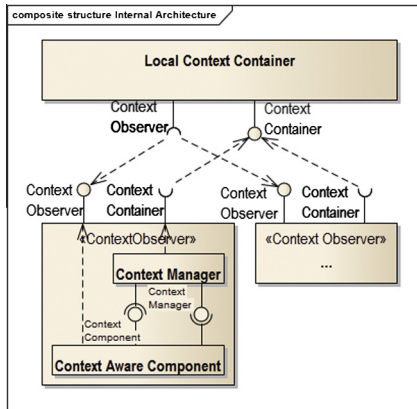 composite structure Internal Architecture
Local Context Container
Context
Observer
Context
Container
Context
Observer
Context
Container
Context
Observer
Context
Container
«ContextObserver»
«Context Observer»
...
Context Manager
Context
Manager
Context
Component
Context Aware Component